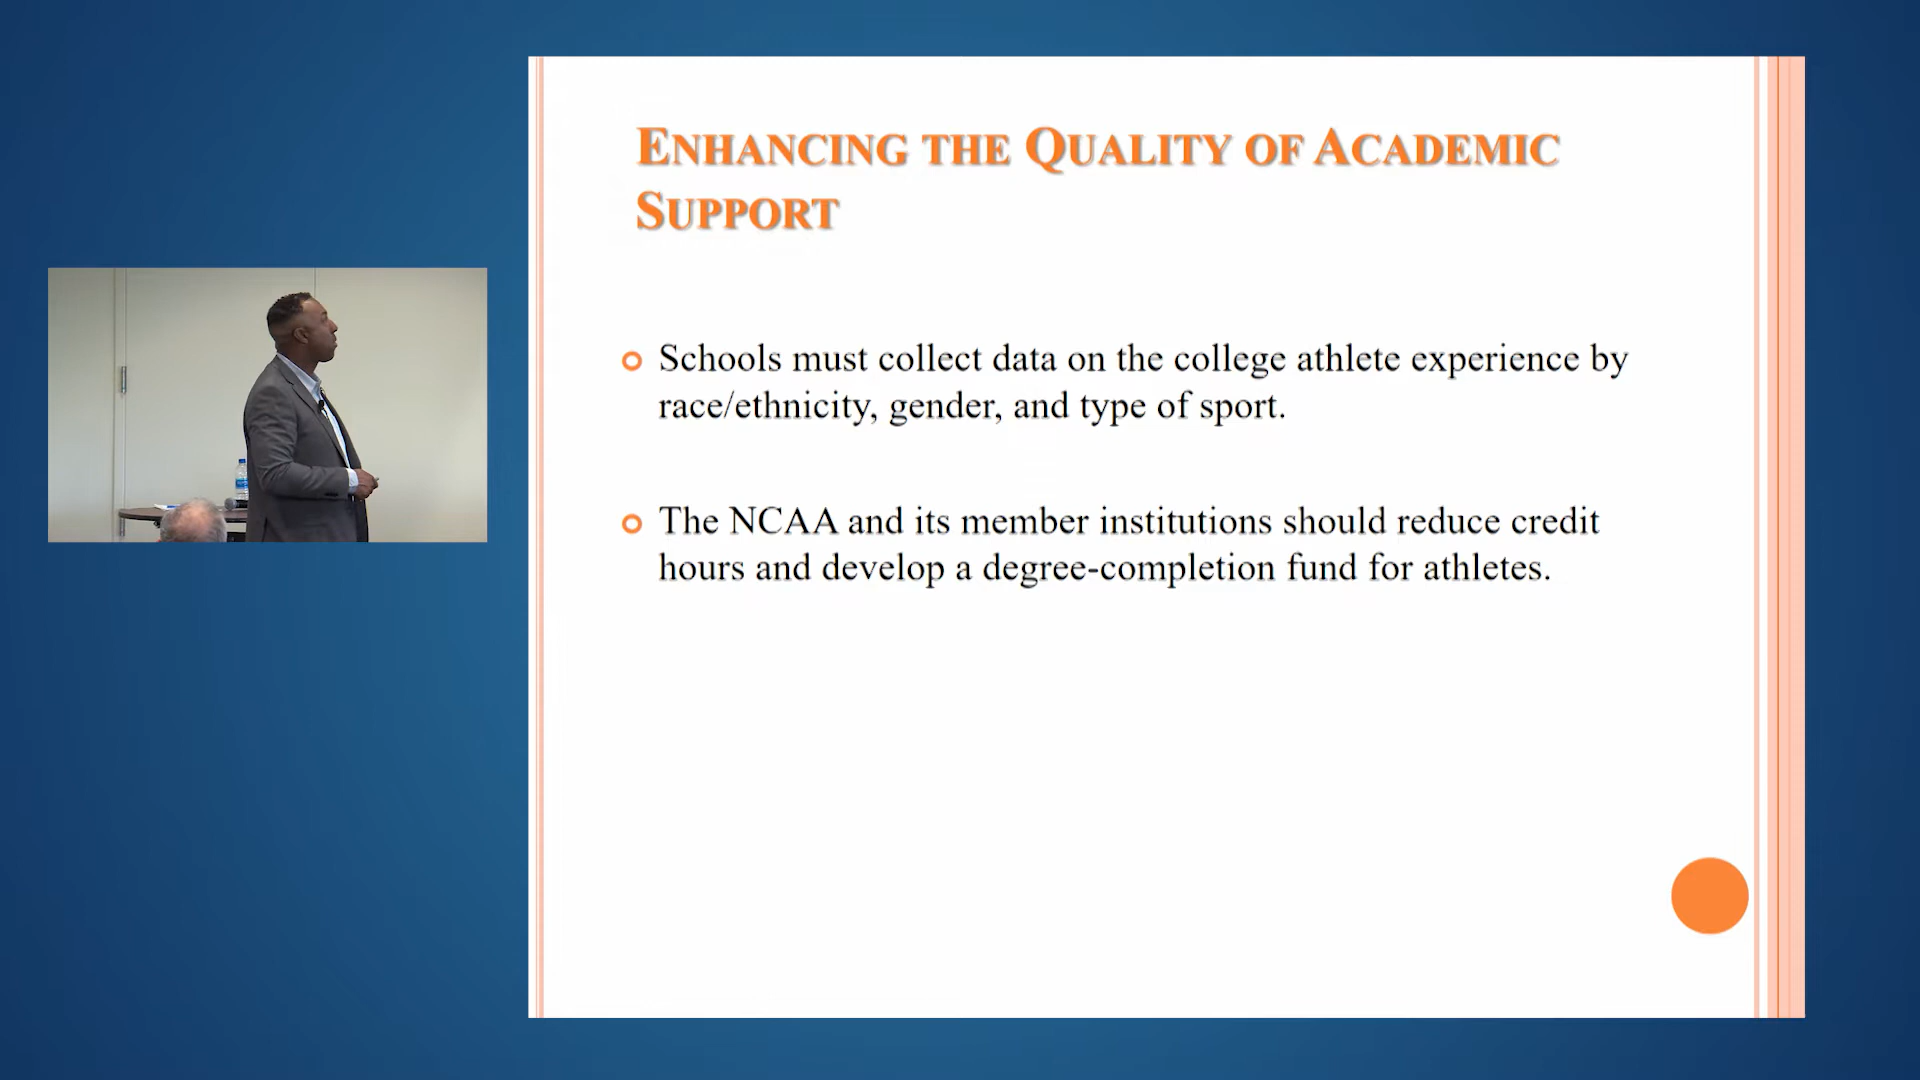 Enhancing the Quality of Academic
Support
Schools must collect data on the college athlete experience by
race/ethnicity, gender, and type of sport.
The NCAA and its member institutions should reduce credit
hours and develop a degree-completion fund for athletes.